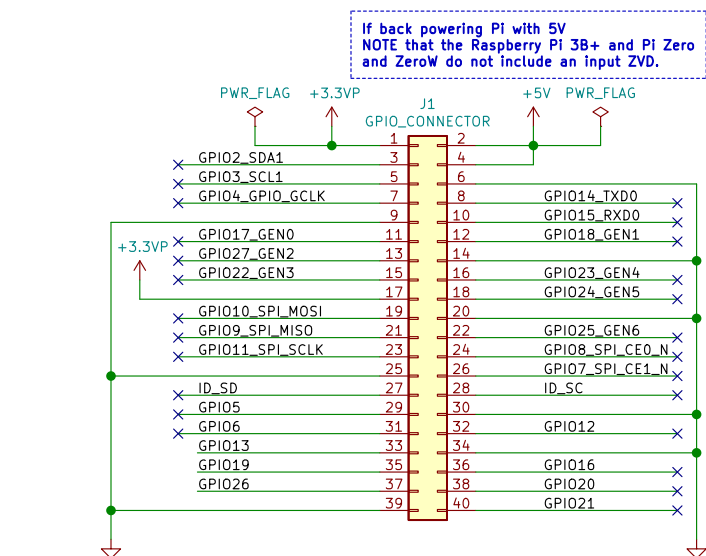 If back powering Pi with 5V
NOTE that the Raspberry Pi 3B+ and Pi Zero
and ZeroW do not include an input ZVD.
PWR_FLAG +3.3VP +5V PWR_FLAG
J1
GPIO_CONNECTOR
1 2
GPIO2_SDA1 3 4
GPIO3_SCL1 5 6
GPIO4_GPIO_GCLK 7 8 GPIO14_TXD0
9 10 GPIO15_RXD0
GPIO17_GEN0 11 12 GPIO18_GEN1
+3.3VP
GPIO27_GEN2 13 14
GPIO22_GEN3 15 16 GPIO23_GEN4
17 18 GPIO24_GEN5
GPIO10_SPI_MOSI 19 20
GPIO9_SPI_MISO 21 22 GPIO25_GEN6
GPIO11_SPI_SCLK 23 24 GPIO8_SPI_CE0_N
25 26 GPIO7_SPI_CE1_N
ID_SD 27 28 ID_SC
GPIO5 29 30
GPIO6 31 32 GPIO12
GPIO13 33 34
GPIO19 35 36 GPIO16
GPIO26 37 38 GPIO20
39 40 GPIO21